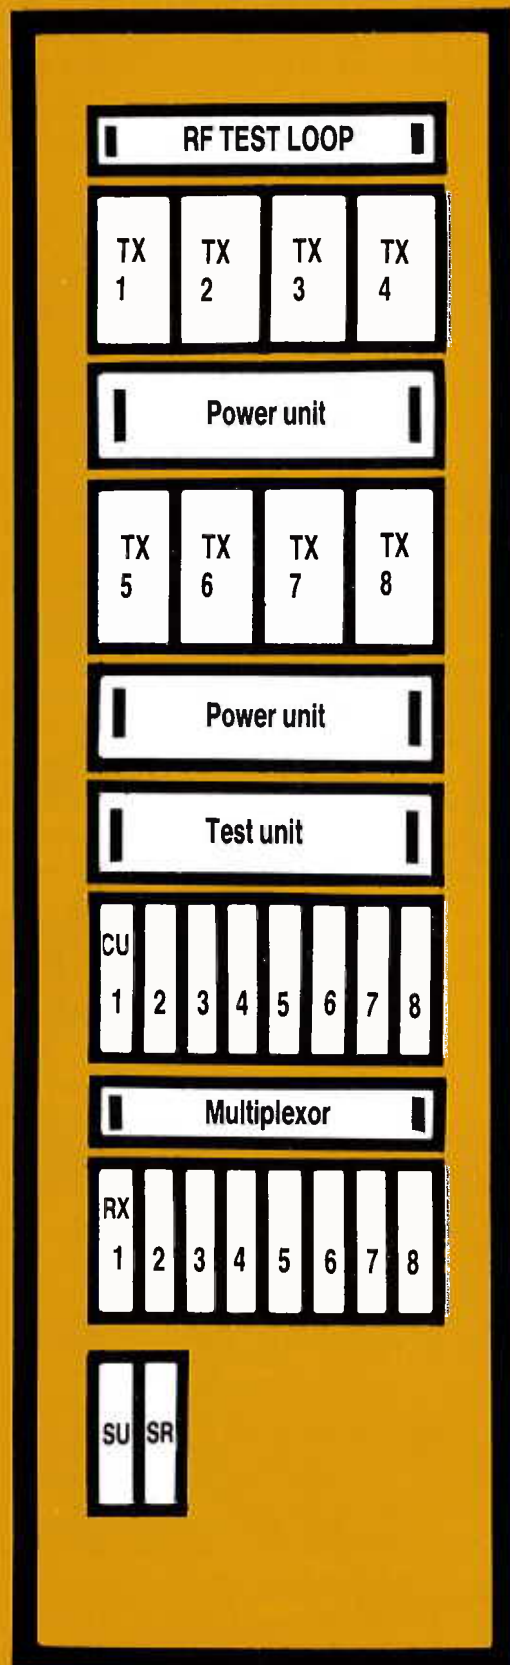 RF TEST LOOP
TX TX TX TX
1 2 3 4
Power unit
TX TX TX TX
5 6 7 8
Power unit
Test unit
CU
1 2 3 4 5 6 7 8
Multiplexor
RX
1 2 3 4 5 6 7 8
SU SR